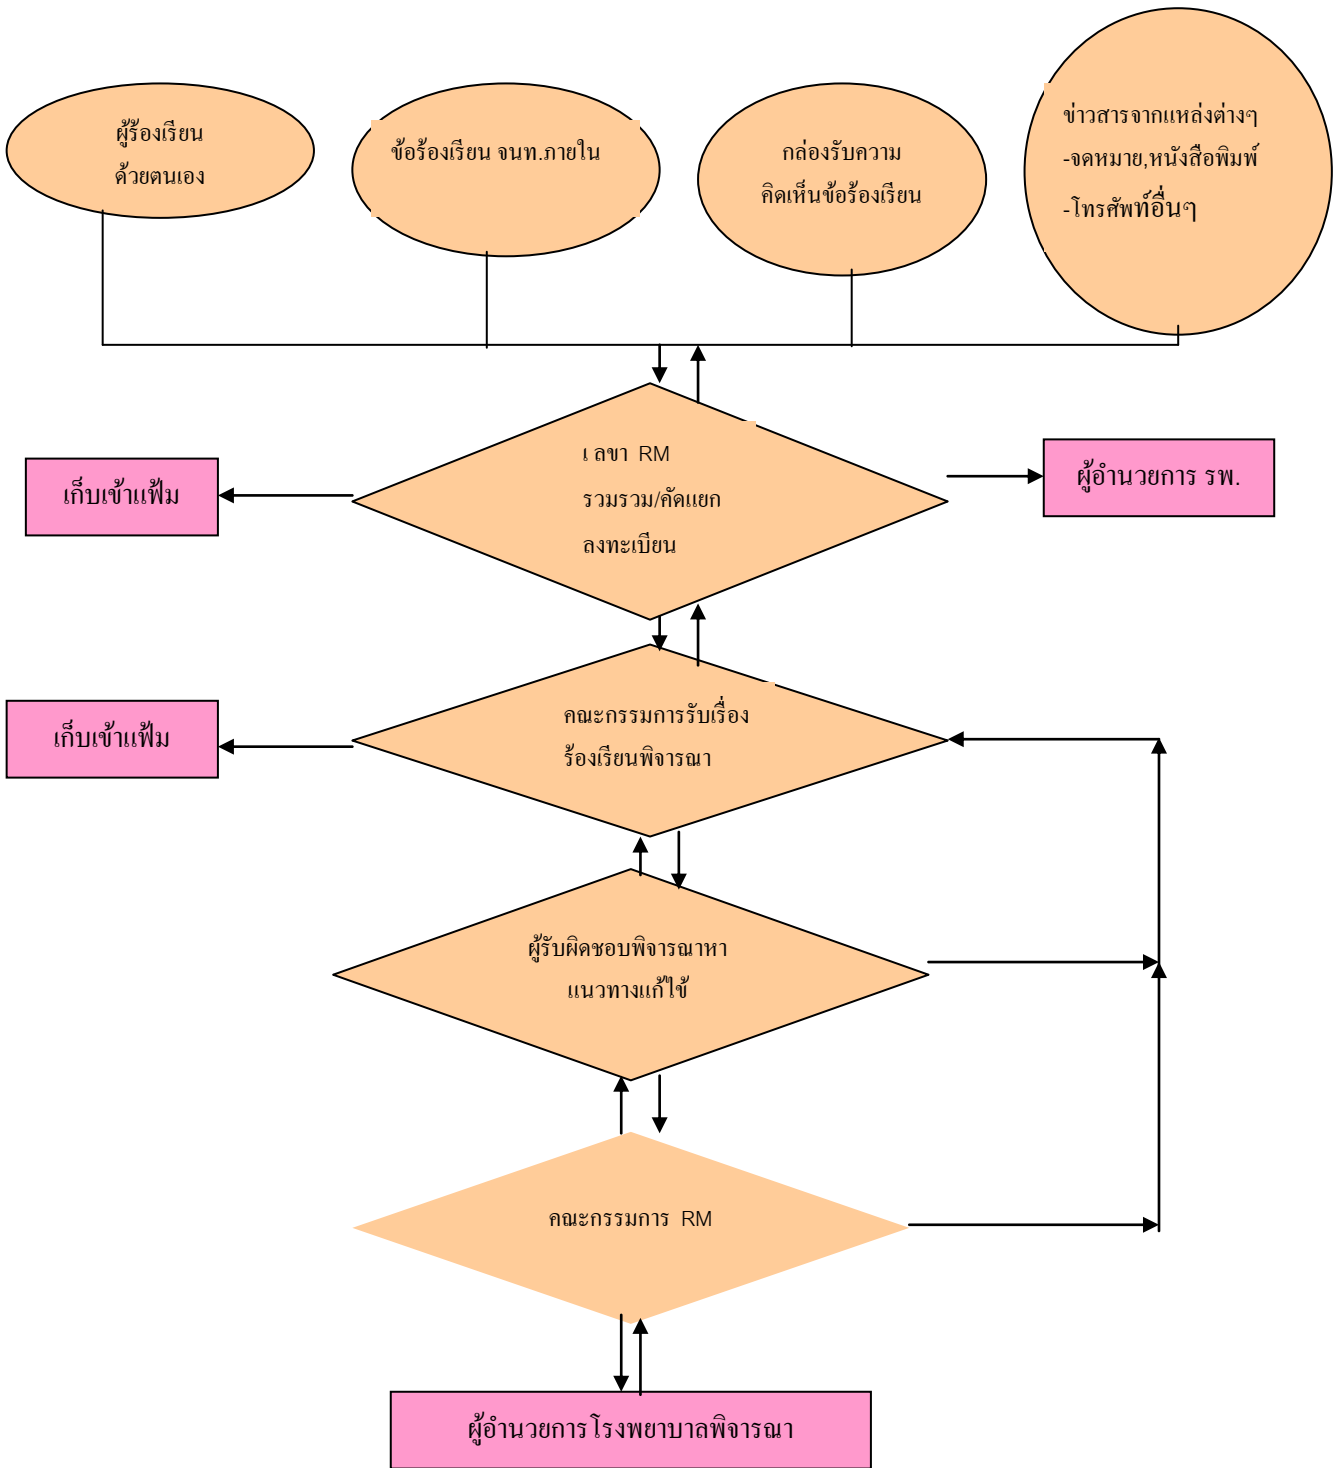 ผู้ร้องเรียน
ด้วยตนเอง
ข้อร้องเรียน จนท.ภายใน
กล่องรับความ
คิดเห็นข้อร้องเรียน
ข่าวสารจากแหล่งต่างๆ
-จดหมาย,หนังสือพิมพ์
-โทรศัพท์อื่นๆ
เลขา RM
รวมรวม/คัดแยก
ลงทะเบียน
เก็บเข้าแฟ้ม
ผู้อำนวยการ รพ.
คณะกรรมการรับเรื่อง
ร้องเรียนพิจารณา
เก็บเข้าแฟ้ม
ผู้รับผิดชอบพิจารณาหา
แนวทางแก้ไข้
คณะกรรมการ RM
ผู้อำนวยการโรงพยาบาลพิจารณา